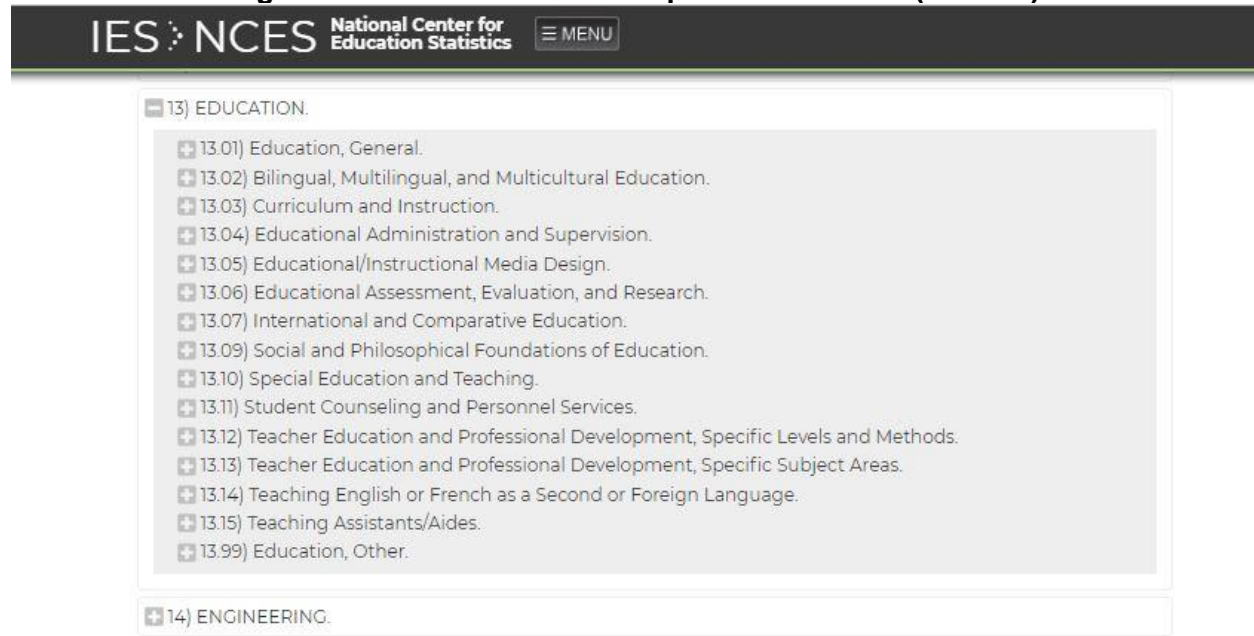 IES NCES National Center for
Education Statistics
MENU
13) EDUCATION.
13.01) Education, General.
13.02) Bilingual, Multilingual, and Multicultural Education.
13.03) Curriculum and Instruction.
13.04) Educational Administration and Supervision.
13.05) Educational/Instructional Media Design.
13.06) Educational Assessment, Evaluation, and Research.
13.07) International and Comparative Education.
13.09) Social and Philosophical Foundations of Education.
13.10) Special Education and Teaching.
13.11) Student Counseling and Personnel Services.
13.12) Teacher Education and Professional Development, Specific Levels and Methods.
13.13) Teacher Education and Professional Development, Specific Subject Areas.
13.14) Teaching English or French as a Second or Foreign Language.
13.15) Teaching Assistants/Aides.
13.99) Education, Other.
14) ENGINEERING.